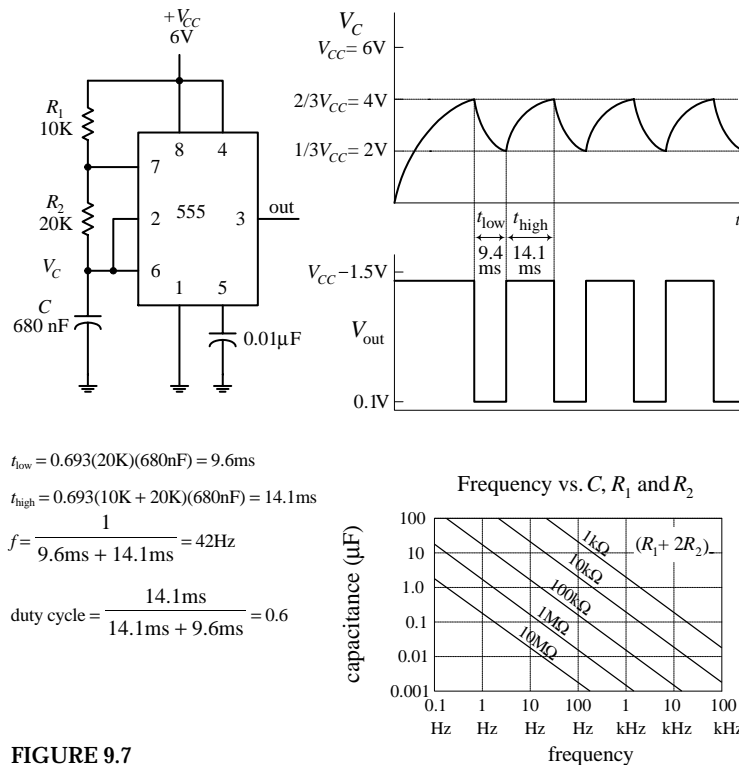 +V_CC
6V
R_1
10K
R_2
20K
V_C
C
680 nF
7
2
6
8
4
555
3
1
5
out
0.01µF
V_C
V_CC = 6V
2/3V_CC = 4V
1/3V_CC = 2V
t
t_low
t_high
9.4
ms
14.1
ms
V_CC − 1.5V
V_out
0.1V
t_low = 0.693(20K)(680nF) = 9.6ms
t_high = 0.693(10K + 20K)(680nF) = 14.1ms
f = 1 / (9.6ms + 14.1ms) = 42Hz
duty cycle = 14.1ms / (14.1ms + 9.6ms) = 0.6
Frequency vs. C, R_1 and R_2
capacitance (µF)
100
10
1.0
0.1
0.01
0.001
1kΩ
10kΩ
100kΩ
1MΩ
10MΩ
(R_1 + 2R_2)
0.1 1 10 100 1 10 100
Hz Hz Hz Hz kHz kHz kHz
frequency
FIGURE 9.7